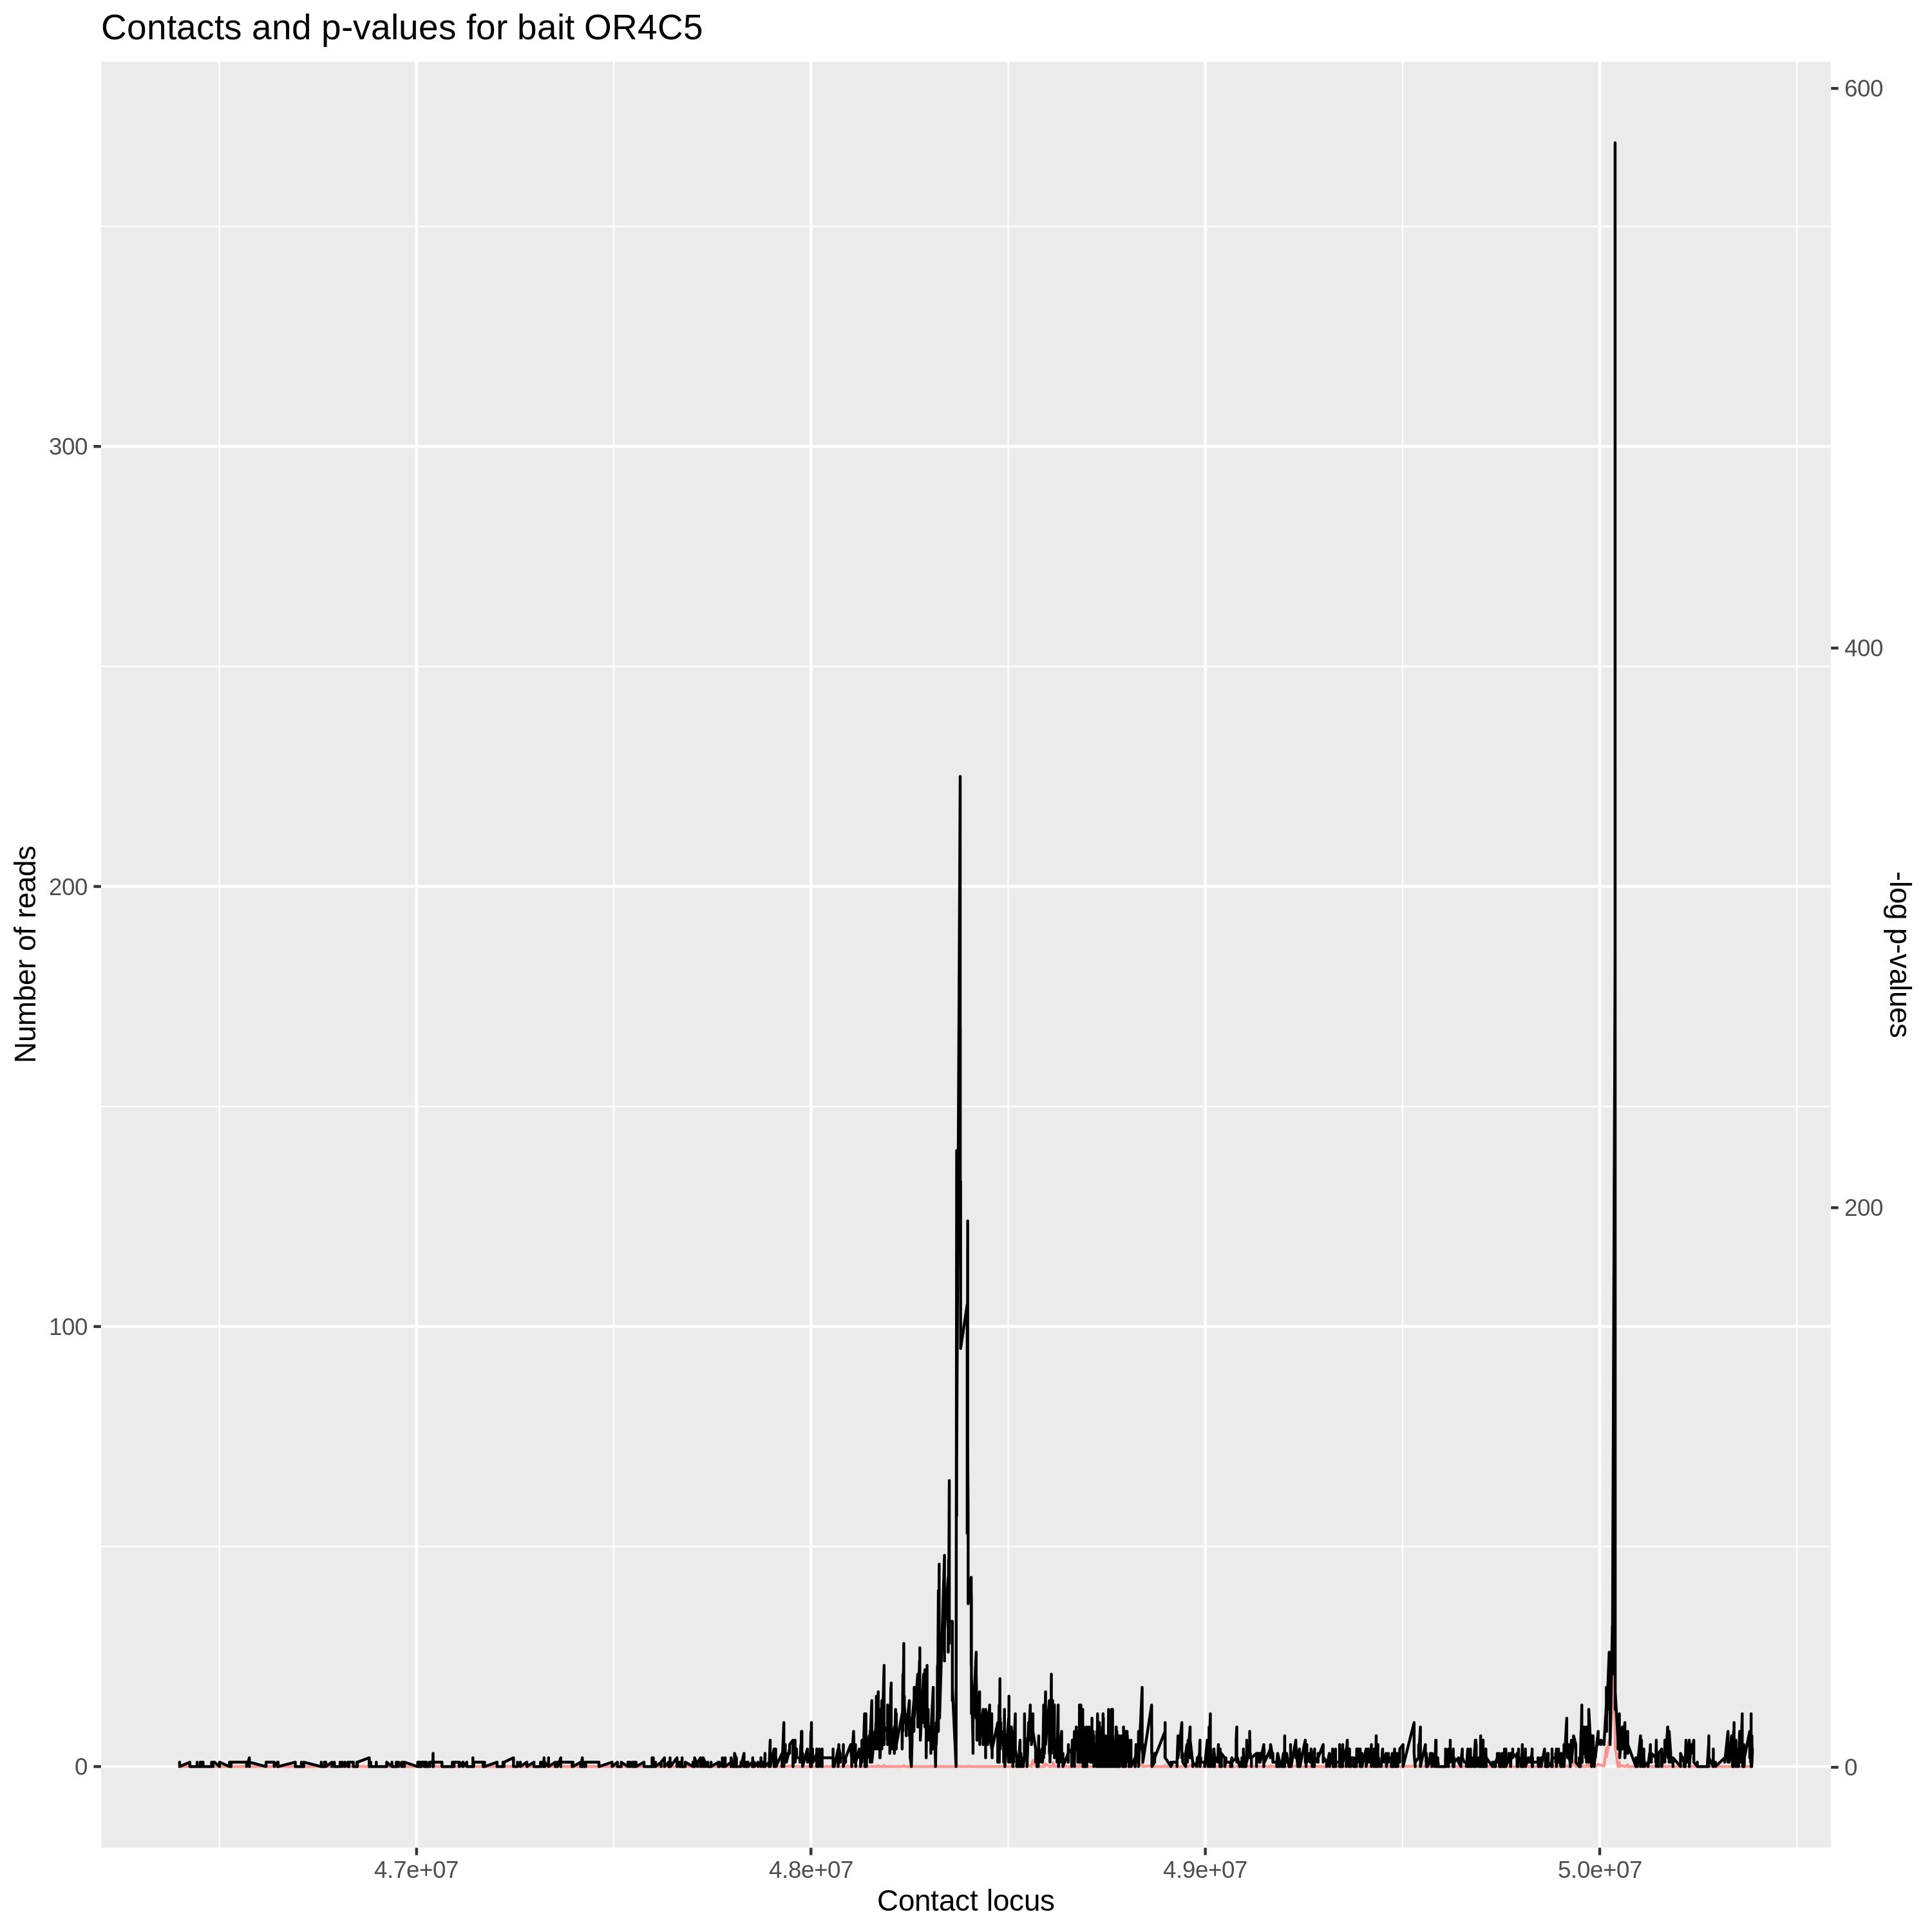 Contacts and p-values for bait OR4C5
600
300
400
200
200
100
0
0
Number of reads
-log p-values
4.7e+07 4.8e+07 4.9e+07 5.0e+07
Contact locus